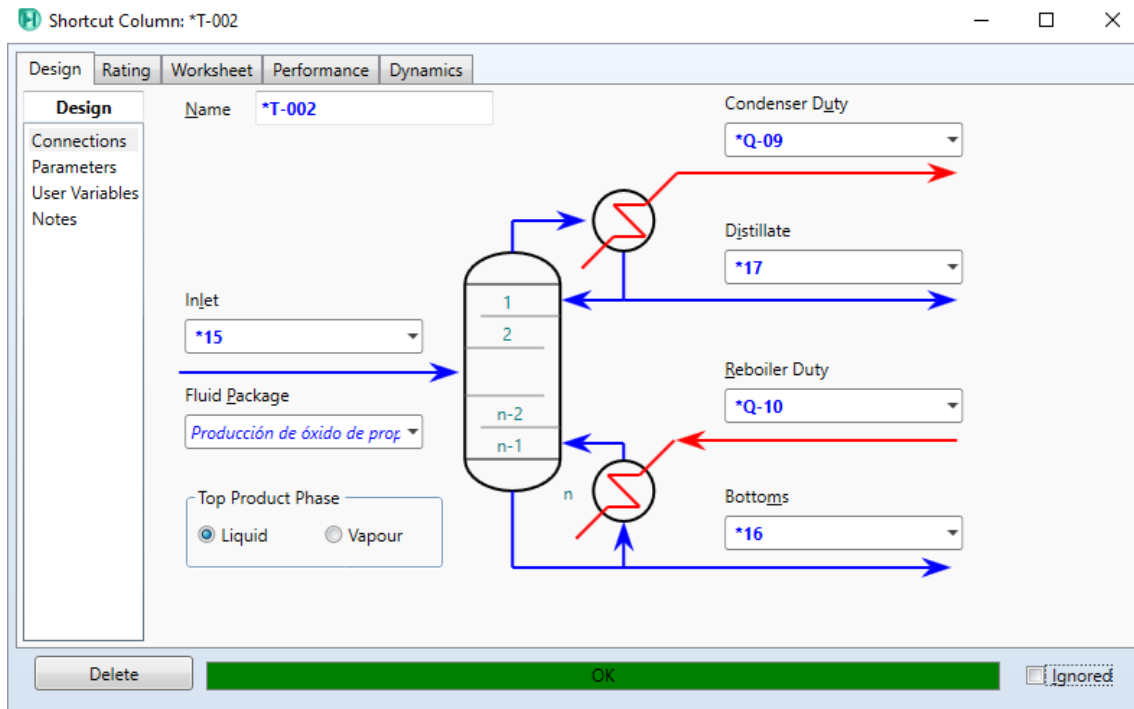 Shortcut Column: *T-002
Design Rating Worksheet Performance Dynamics
Design
Connections
Parameters
User Variables
Notes
Name *T-002
Condenser Duty
*Q-09
Distillate
*17
Inlet
*15
Fluid Package
Producción de óxido de prop
1
2
n-2
n-1
n
Reboiler Duty
*Q-10
Top Product Phase
Liquid Vapour
Bottoms
*16
Delete OK Ignored